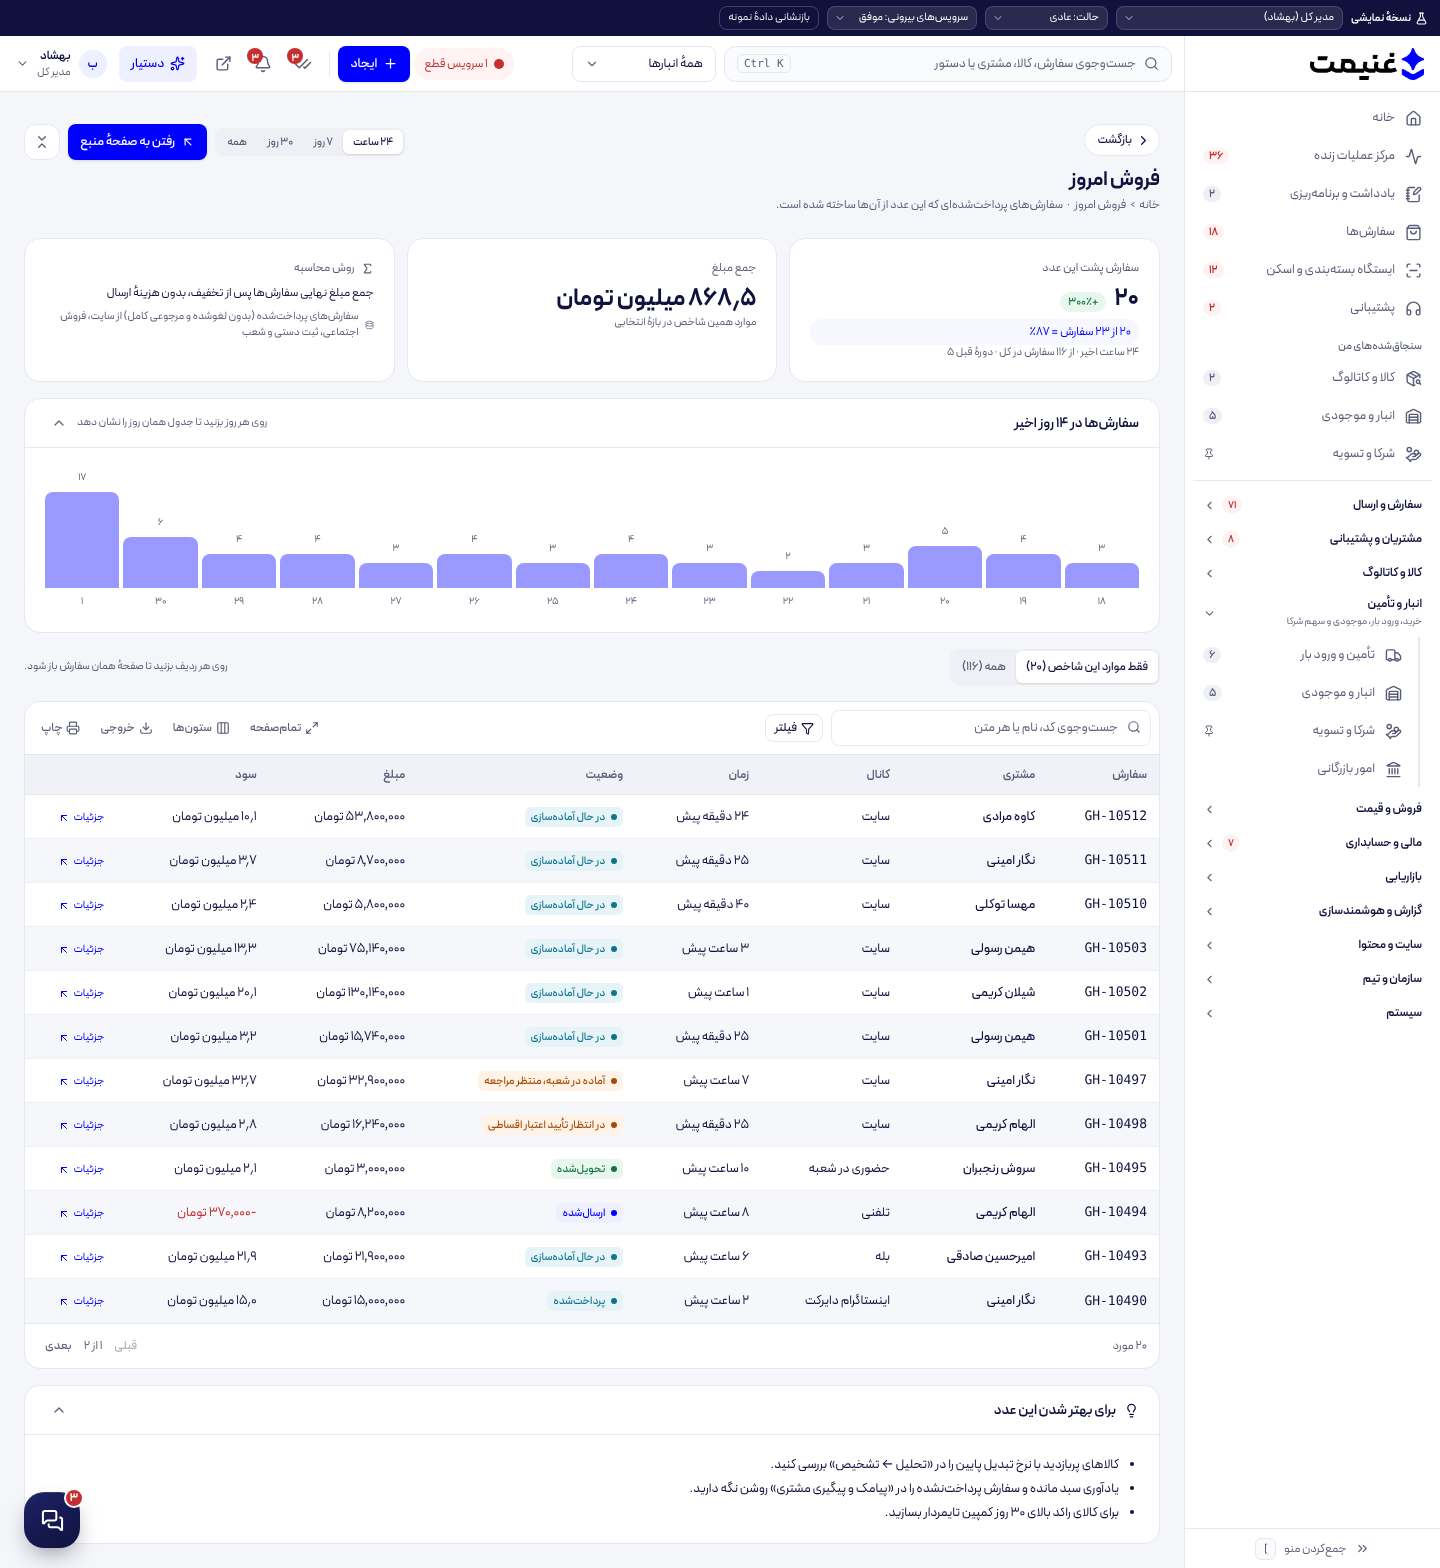 نسخهٔ نمایشی
مدیر کل (بهشاد)
حالت: عادی
سرویس‌های بیرونی: موفق
بازنشانی دادهٔ نمونه
غنیمت
جست‌وجوی سفارش، کالا، مشتری یا دستور
Ctrl K
همهٔ انبارها
۱ سرویس قطع
ایجاد
۳
۳
دستیار
ب
بهشاد
مدیر کل
خانه
مرکز عملیات زنده ۳۶
یادداشت و برنامه‌ریزی ۲
سفارش‌ها ۱۸
ایستگاه بسته‌بندی و اسکن ۱۲
پشتیبانی ۲
سنجاق‌شده‌های من
کالا و کاتالوگ ۲
انبار و موجودی ۵
شرکا و تسویه
سفارش و ارسال ۷۱
مشتریان و پشتیبانی ۸
کالا و کاتالوگ
انبار و تأمین
خرید، ورود بار، موجودی و سهم شرکا
تأمین و ورود بار ۶
انبار و موجودی ۵
شرکا و تسویه
امور بازرگانی
فروش و قیمت
مالی و حسابداری ۷
بازاریابی
گزارش و هوشمندسازی
سایت و محتوا
سازمان و تیم
سیستم
جمع‌کردن منو [
بازگشت
۲۴ ساعت ۷ روز ۳۰ روز همه
رفتن به صفحهٔ منبع
فروش امروز
خانه > فروش امروز · سفارش‌های پرداخت‌شده‌ای که این عدد از آن‌ها ساخته شده است.
سفارش پشت این عدد
۲۰ +۳۰۰٪
۲۰ از ۲۳ سفارش = ۸۷٪
۲۴ ساعت اخیر · از ۱۱۶ سفارش در کل · دورهٔ قبل ۵
جمع مبلغ
۸۶۸٫۵ میلیون تومان
موارد همین شاخص در بازهٔ انتخابی
روش محاسبه
جمع مبلغ نهایی سفارش‌ها پس از تخفیف، بدون هزینهٔ ارسال
سفارش‌های پرداخت‌شده (بدون لغوشده و مرجوعی کامل) از سایت، فروش
اجتماعی، ثبت دستی و شعب
سفارش‌ها در ۱۴ روز اخیر
روی هر روز بزنید تا جدول همان روز را نشان دهد
۳ ۴ ۵ ۳ ۲ ۳ ۴ ۳ ۴ ۳ ۴ ۴ ۶ ۱۷
۱۸ ۱۹ ۲۰ ۲۱ ۲۲ ۲۳ ۲۴ ۲۵ ۲۶ ۲۷ ۲۸ ۲۹ ۳۰ ۱
فقط موارد این شاخص (۲۰) همه (۱۱۶)
روی هر ردیف بزنید تا صفحهٔ همان سفارش باز شود.
جست‌وجوی کد، نام یا هر متن
فیلتر
تمام‌صفحه ستون‌ها خروجی چاپ
سفارش مشتری کانال زمان وضعیت مبلغ سود
GH-10512 کاوه مرادی سایت ۲۴ دقیقه پیش در حال آماده‌سازی ۵۳,۸۰۰,۰۰۰ تومان ۱۰٫۱ میلیون تومان جزئیات
GH-10511 نگار امینی سایت ۲۵ دقیقه پیش در حال آماده‌سازی ۸,۷۰۰,۰۰۰ تومان ۳٫۷ میلیون تومان جزئیات
GH-10510 مهسا توکلی سایت ۴۰ دقیقه پیش در حال آماده‌سازی ۵,۸۰۰,۰۰۰ تومان ۲٫۴ میلیون تومان جزئیات
GH-10503 هیمن رسولی سایت ۳ ساعت پیش در حال آماده‌سازی ۷۵,۱۴۰,۰۰۰ تومان ۱۳٫۳ میلیون تومان جزئیات
GH-10502 شیلان کریمی سایت ۱ ساعت پیش در حال آماده‌سازی ۱۳۰,۱۴۰,۰۰۰ تومان ۲۰٫۱ میلیون تومان جزئیات
GH-10501 هیمن رسولی سایت ۲۵ دقیقه پیش در حال آماده‌سازی ۱۵,۷۴۰,۰۰۰ تومان ۳٫۲ میلیون تومان جزئیات
GH-10497 نگار امینی سایت ۷ ساعت پیش آماده در شعبه، منتظر مراجعه ۳۲,۹۰۰,۰۰۰ تومان ۳۲٫۷ میلیون تومان جزئیات
GH-10498 الهام کریمی سایت ۲۵ دقیقه پیش در انتظار تأیید اعتبار اقساطی ۱۶,۲۴۰,۰۰۰ تومان ۲٫۸ میلیون تومان جزئیات
GH-10495 سروش رنجبران حضوری در شعبه ۱۰ ساعت پیش تحویل‌شده ۳,۰۰۰,۰۰۰ تومان ۲٫۱ میلیون تومان جزئیات
GH-10494 الهام کریمی تلفنی ۸ ساعت پیش ارسال‌شده ۸,۲۰۰,۰۰۰ تومان -۳۷۰,۰۰۰ تومان جزئیات
GH-10493 امیرحسین صادقی بله ۶ ساعت پیش در حال آماده‌سازی ۲۱,۹۰۰,۰۰۰ تومان ۲۱٫۹ میلیون تومان جزئیات
GH-10490 نگار امینی اینستاگرام دایرکت ۲ ساعت پیش پرداخت‌شده ۱۵,۰۰۰,۰۰۰ تومان ۱۵٫۰ میلیون تومان جزئیات
۲۰ مورد
قبلی ۱ از ۲ بعدی
برای بهتر شدن این عدد
• کالاهای پربازدید با نرخ تبدیل پایین را در «تحلیل ← تشخیص» بررسی کنید.
• یادآوری سبد مانده و سفارش پرداخت‌نشده را در «پیامک و پیگیری مشتری» روشن نگه دارید.
• برای کالای راکد بالای ۳۰ روز کمپین تایمردار بسازید.
۳